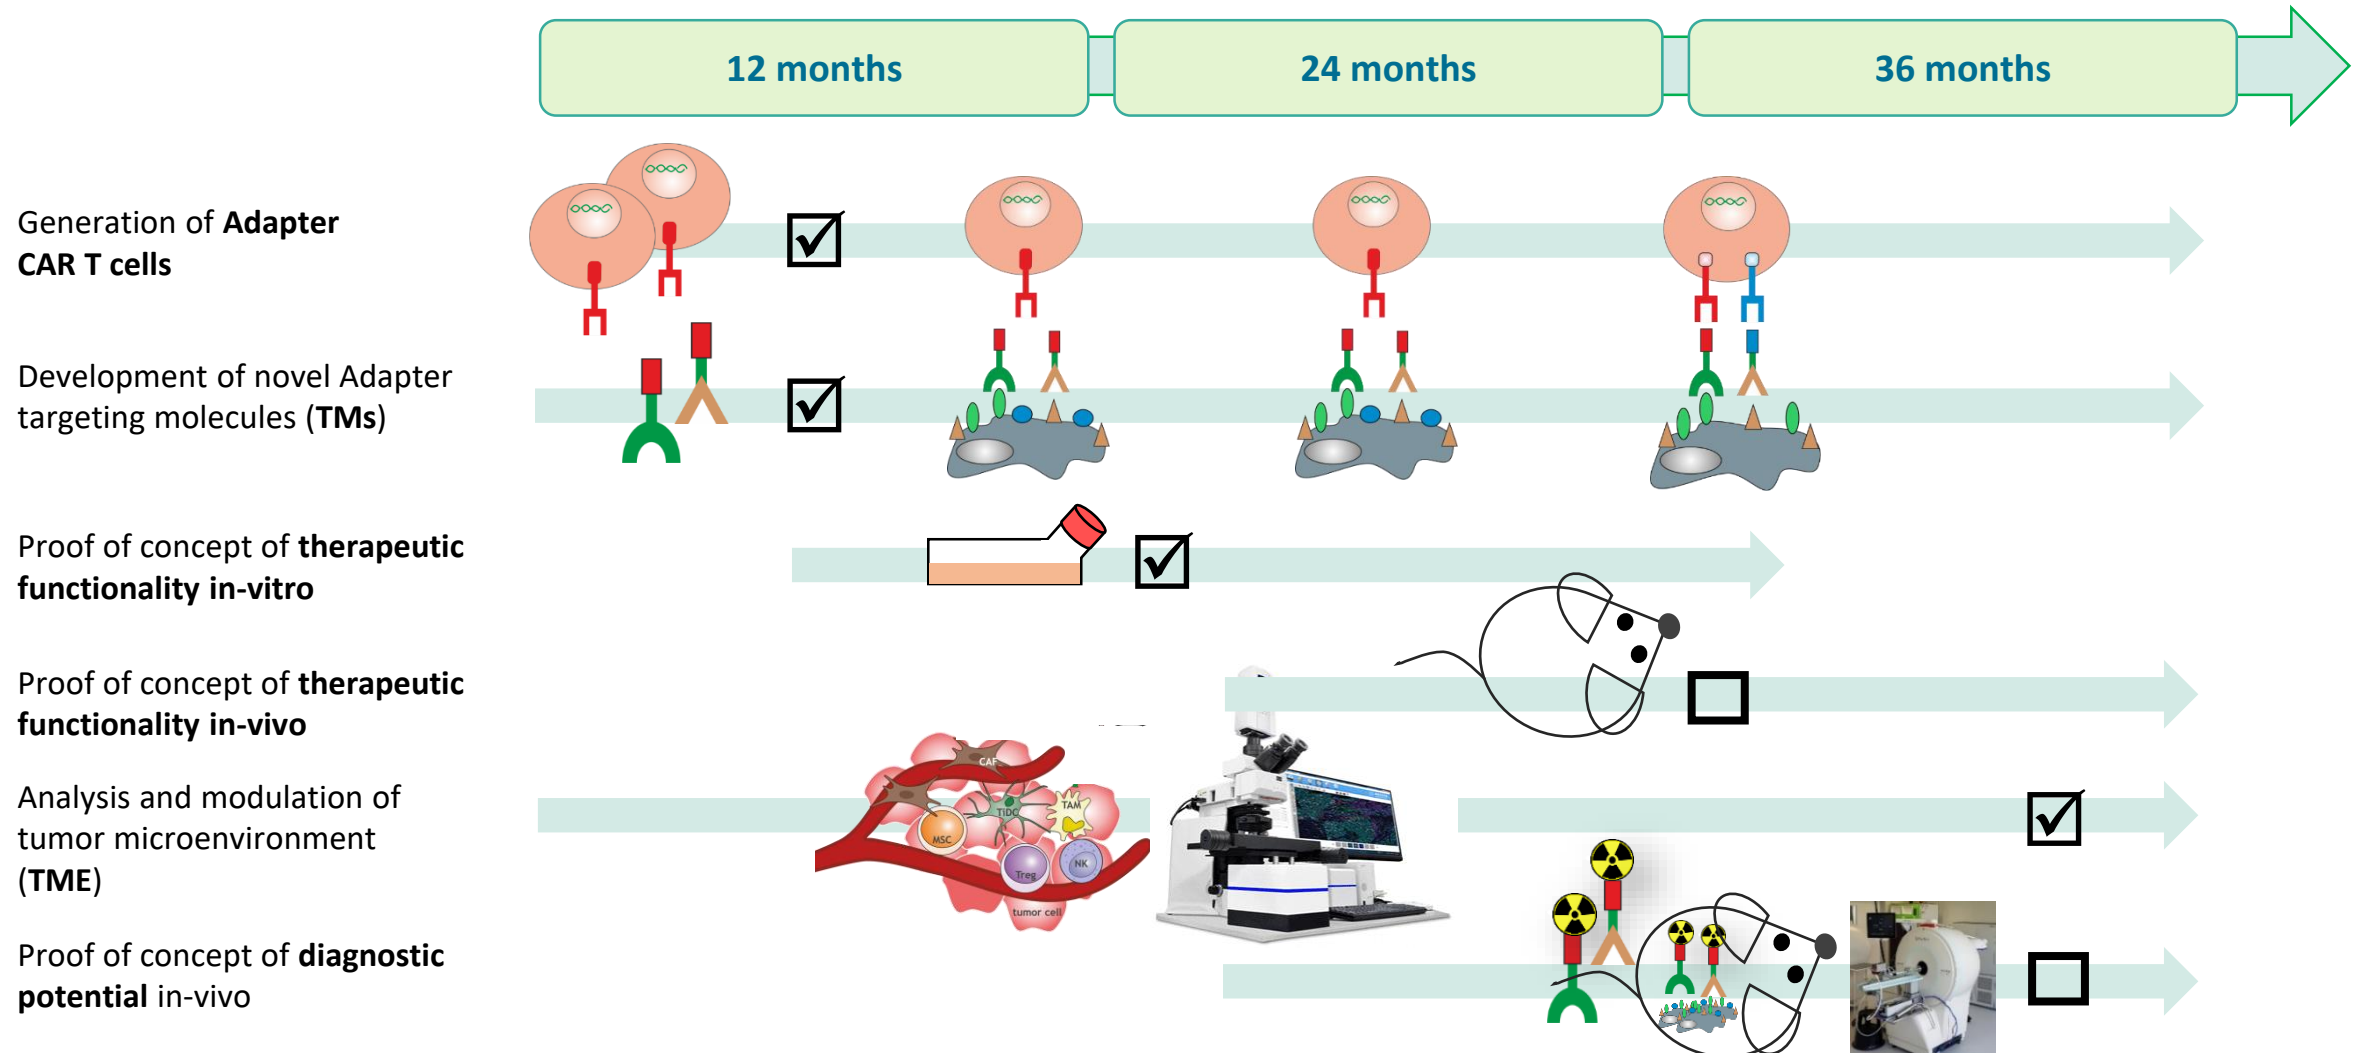 12 months
24 months
36 months
Generation of Adapter
CAR T cells
Development of novel Adapter
targeting molecules (TMs)
Proof of concept of therapeutic
functionality in-vitro
Proof of concept of therapeutic
functionality in-vivo
Analysis and modulation of
tumor microenvironment
(TME)
CAF
TiDC
TAM
MSC
Treg
NK
tumor cell
Proof of concept of diagnostic
potential in-vivo